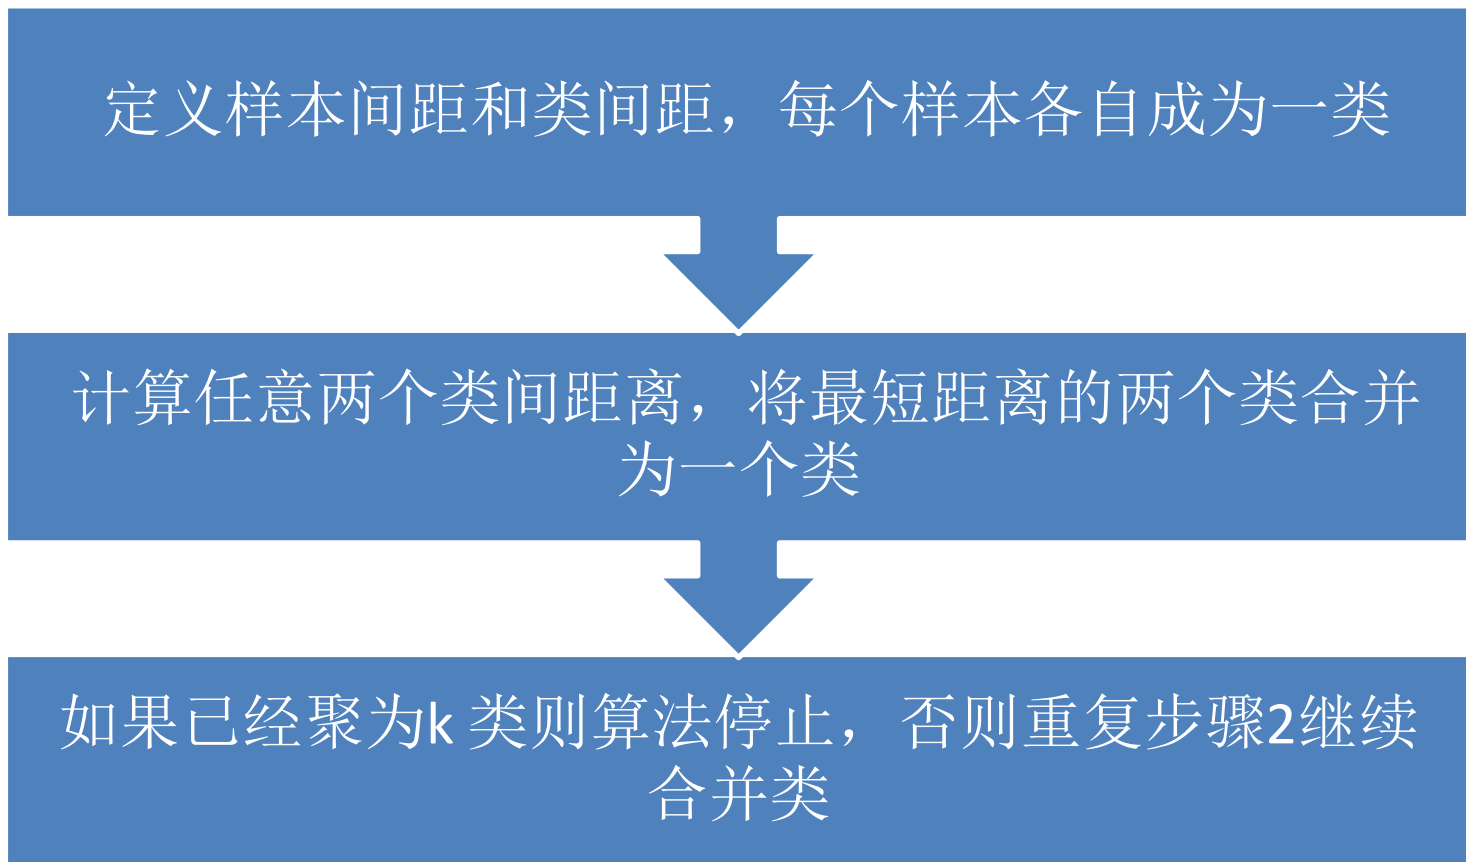 定义样本间距和类间距，每个样本各自成为一类
计算任意两个类间距离，将最短距离的两个类合并
为一个类
如果已经聚为k 类则算法停止，否则重复步骤2继续
合并类